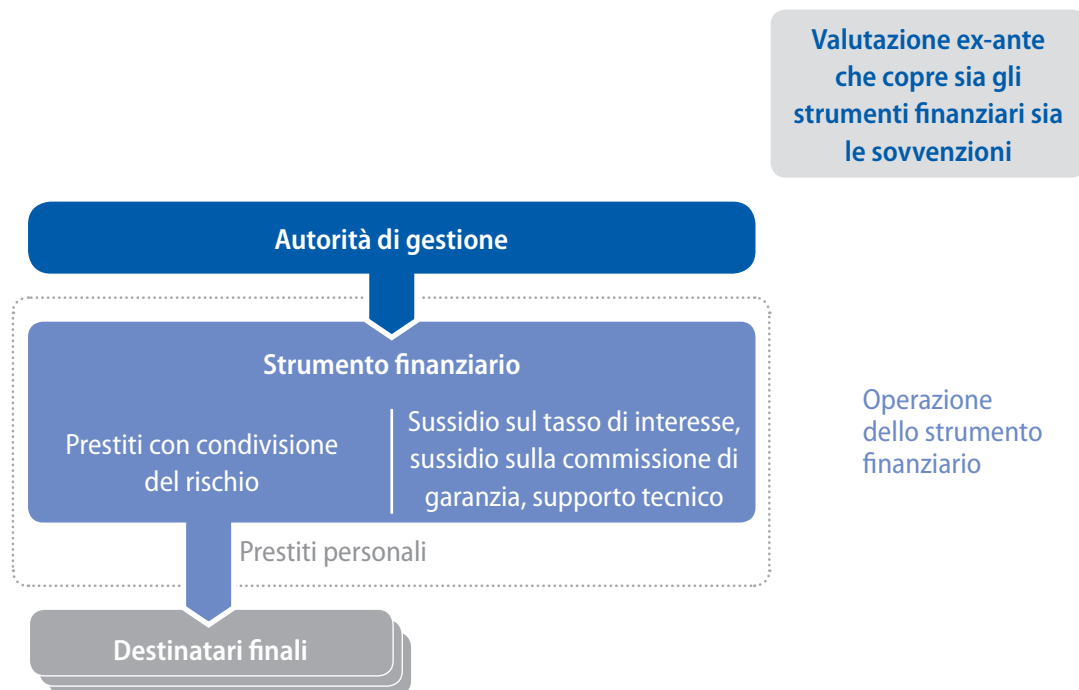 Valutazione ex-ante
che copre sia gli
strumenti finanziari sia
le sovvenzioni
Autorità di gestione
Strumento finanziario
Prestiti con condivisione
del rischio
Sussidio sul tasso di interesse,
sussidio sulla commissione di
garanzia, supporto tecnico
Operazione
dello strumento
finanziario
Prestiti personali
Destinatari finali